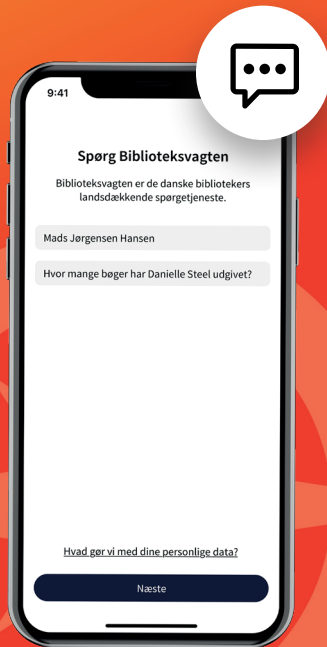 9:41
Spørg Biblioteksvagten
Biblioteksvagten er de danske bibliotekers
landsdækkende spørgetjeneste.
Mads Jørgensen Hansen
Hvor mange bøger har Danielle Steel udgivet?
Hvad gør vi med dine personlige data?
Næste